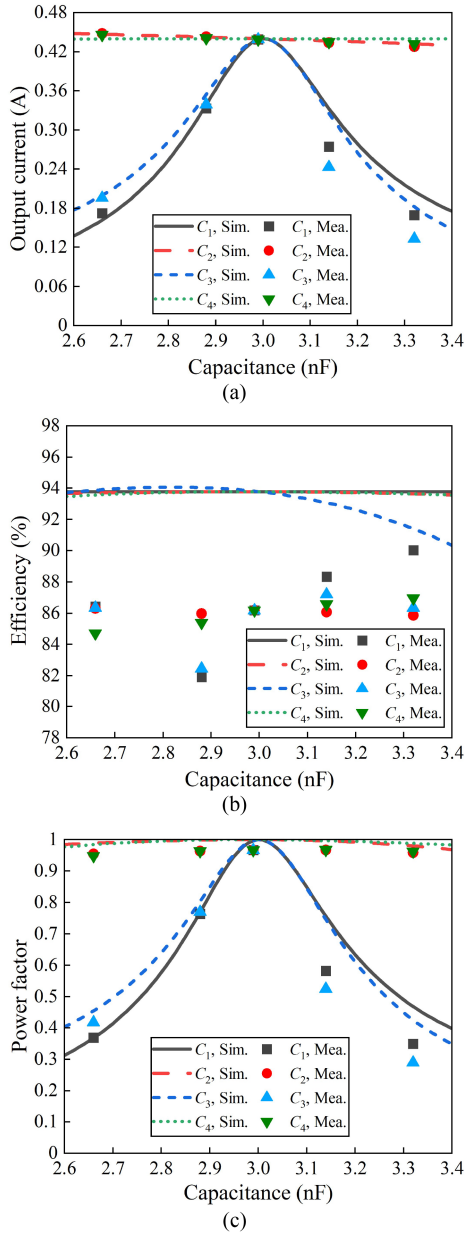 0.48
0.42
0.36
0.30
0.24
0.18
0.12
0.06
0
Output current (A)
C1, Sim. C1, Mea.
C2, Sim. C2, Mea.
C3, Sim. C3, Mea.
C4, Sim. C4, Mea.
2.6 2.7 2.8 2.9 3.0 3.1 3.2 3.3 3.4
Capacitance (nF)
(a)
98
96
94
92
90
88
86
84
82
80
78
Efficiency (%)
C1, Sim. C1, Mea.
C2, Sim. C2, Mea.
C3, Sim. C3, Mea.
C4, Sim. C4, Mea.
2.6 2.7 2.8 2.9 3.0 3.1 3.2 3.3 3.4
Capacitance (nF)
(b)
1
0.9
0.8
0.7
0.6
0.5
0.4
0.3
0.2
0.1
0
Power factor
C1, Sim. C1, Mea.
C2, Sim. C2, Mea.
C3, Sim. C3, Mea.
C4, Sim. C4, Mea.
2.6 2.7 2.8 2.9 3.0 3.1 3.2 3.3 3.4
Capacitance (nF)
(c)